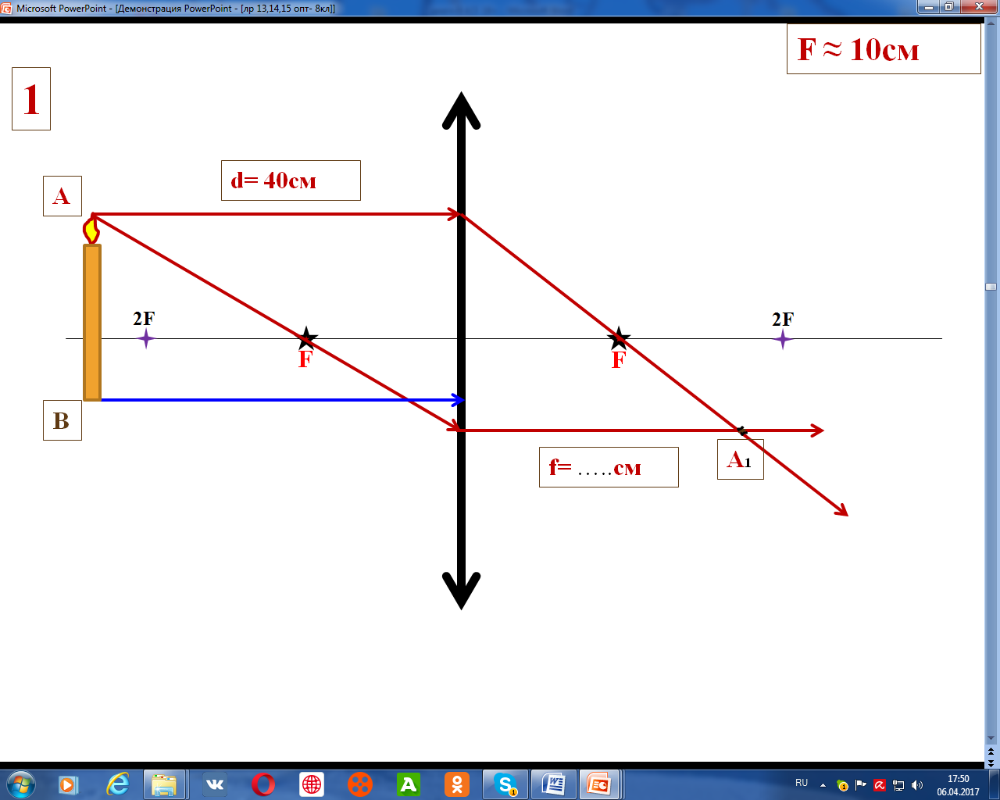 Microsoft PowerPoint - [Демонстрация PowerPoint - [лр 13,14,15 опт- 8кл]]
F ≈ 10см
1
d= 40см
A
2F
2F
F
F
B
f= …..см
A1
RU
17:50
06.04.2017